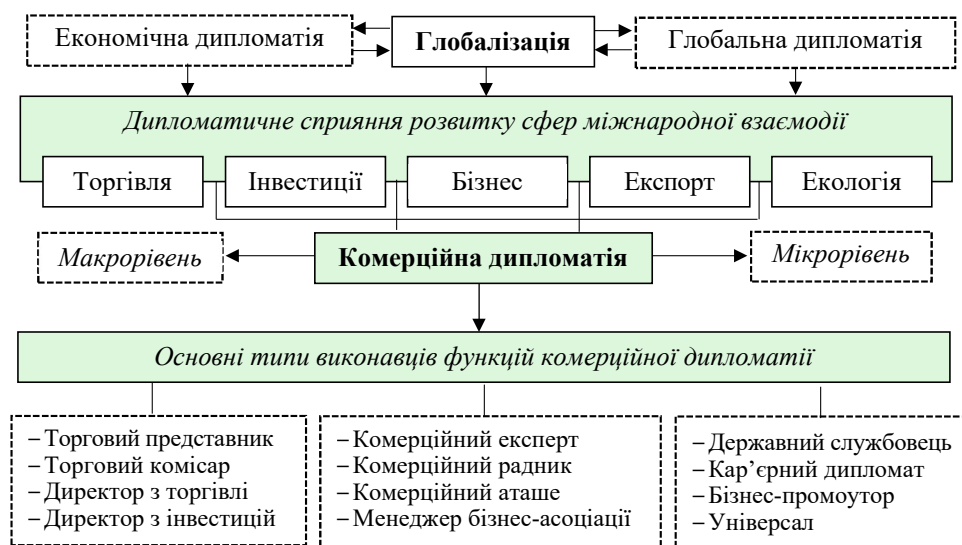 Економічна дипломатія
Глобалізація
Глобальна дипломатія
Дипломатичне сприяння розвитку сфер міжнародної взаємодії
Торгівля
Інвестиції
Бізнес
Експорт
Екологія
Макрорівень
Комерційна дипломатія
Мікрорівень
Основні типи виконавців функцій комерційної дипломатії
– Торговий представник
– Торговий комісар
– Директор з торгівлі
– Директор з інвестицій
– Комерційний експерт
– Комерційний радник
– Комерційний аташе
– Менеджер бізнес-асоціації
– Державний службовець
– Кар’єрний дипломат
– Бізнес-промоутор
– Універсал